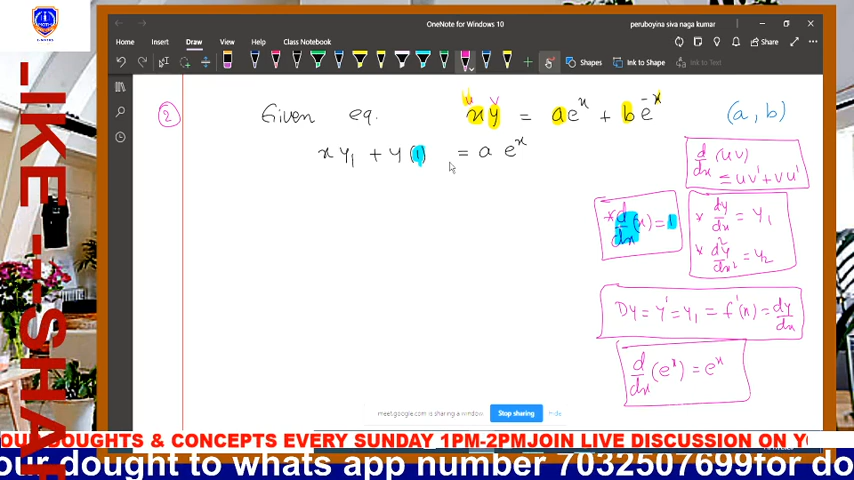 OneNote for Windows 10
peruboyina siva naga kumar
Home Insert Draw View Help Class Notebook
Share
Shapes Ink to Shape Ink to Text
2 Given eq. xy = ae^x + be^-x (a, b)
u v
xy₁ + y(1) = a e^x
d/dx (uv)
≤ uv' + vu'
* d/dx (x) = 1
* dy/dx = y₁
* d²y/dx² = y₂
Dy = y' = y₁ = f'(x) = dy/dx
d/dx (e^x) = e^x
meet.google.com is sharing a window. Stop sharing Hide
LIKE---SHAR
OUR DOUGHTS & CONCEPTS EVERY SUNDAY 1PM-2PMJOIN LIVE DISCUSSION ON Y
our dought to whats app number 7032507699for do